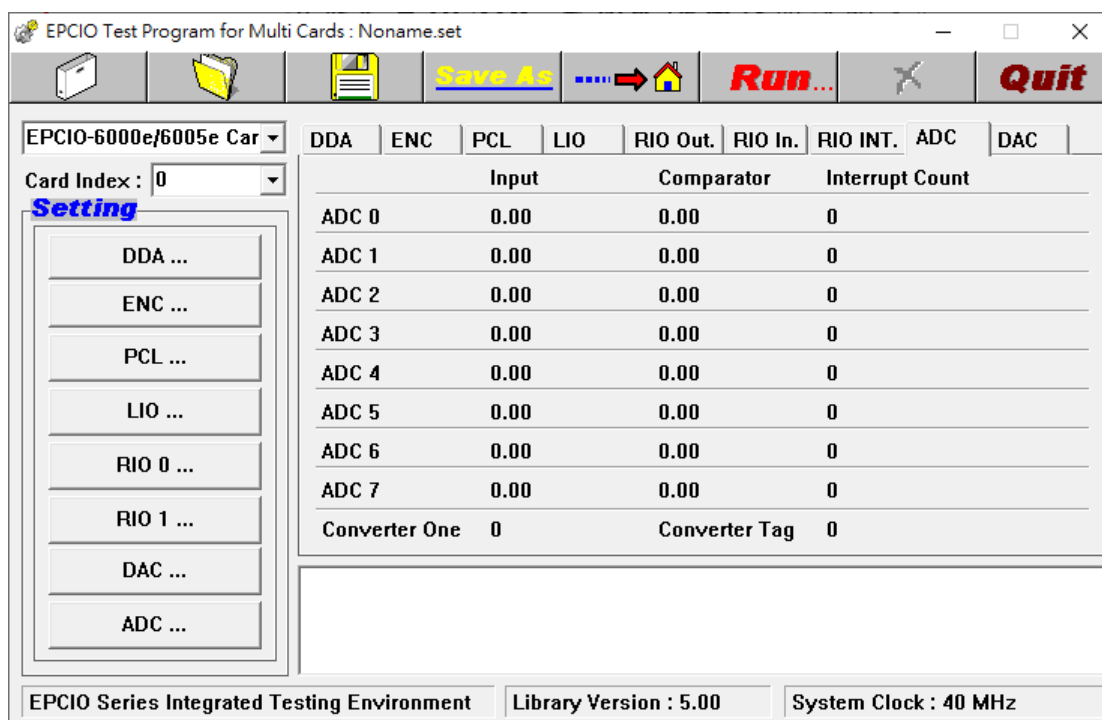 EPCIO Test Program for Multi Cards : Noname.set
Save As
Run...
Quit
EPCIO-6000e/6005e Car
Card Index : 0
Setting
DDA ...
ENC ...
PCL ...
LIO ...
RIO 0 ...
RIO 1 ...
DAC ...
ADC ...
DDA ENC PCL LIO RIO Out. RIO In. RIO INT. ADC DAC
Input Comparator Interrupt Count
ADC 0 0.00 0.00 0
ADC 1 0.00 0.00 0
ADC 2 0.00 0.00 0
ADC 3 0.00 0.00 0
ADC 4 0.00 0.00 0
ADC 5 0.00 0.00 0
ADC 6 0.00 0.00 0
ADC 7 0.00 0.00 0
Converter One 0 Converter Tag 0
EPCIO Series Integrated Testing Environment
Library Version : 5.00
System Clock : 40 MHz